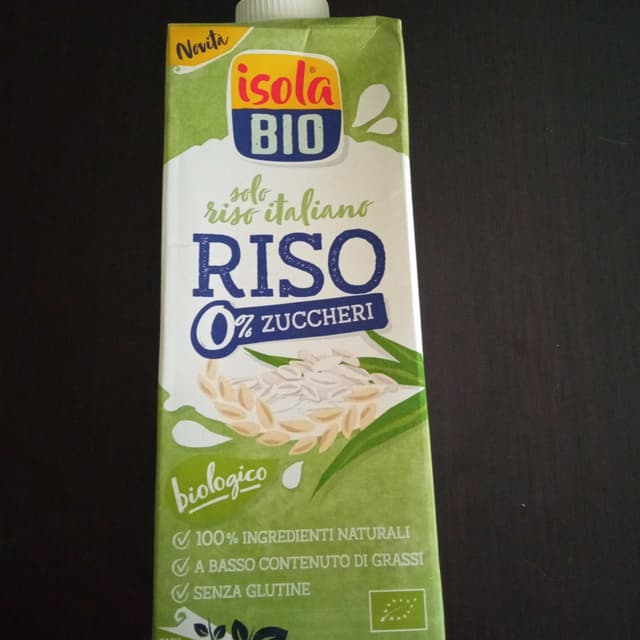 Novità
isola®
BIO
solo
riso italiano
RISO
0% ZUCCHERI
biologico
100% INGREDIENTI NATURALI
A BASSO CONTENUTO DI GRASSI
SENZA GLUTINE